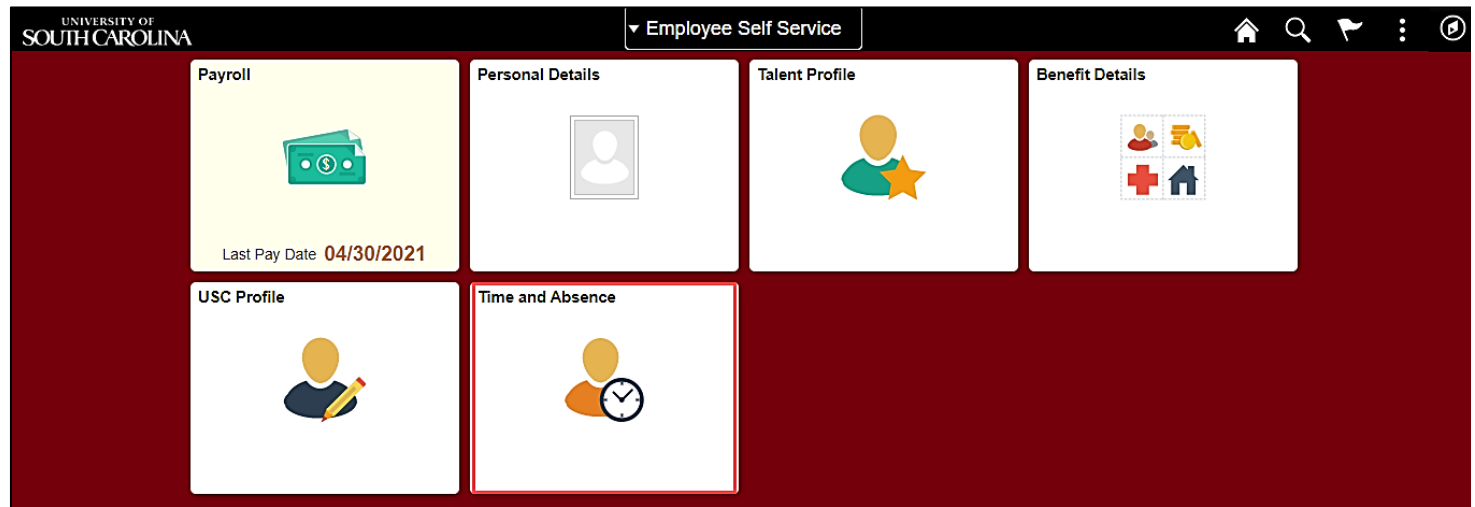 UNIVERSITY OF
SOUTH CAROLINA
Employee Self Service
Payroll
Personal Details
Talent Profile
Benefit Details
$
Last Pay Date 04/30/2021
USC Profile
Time and Absence